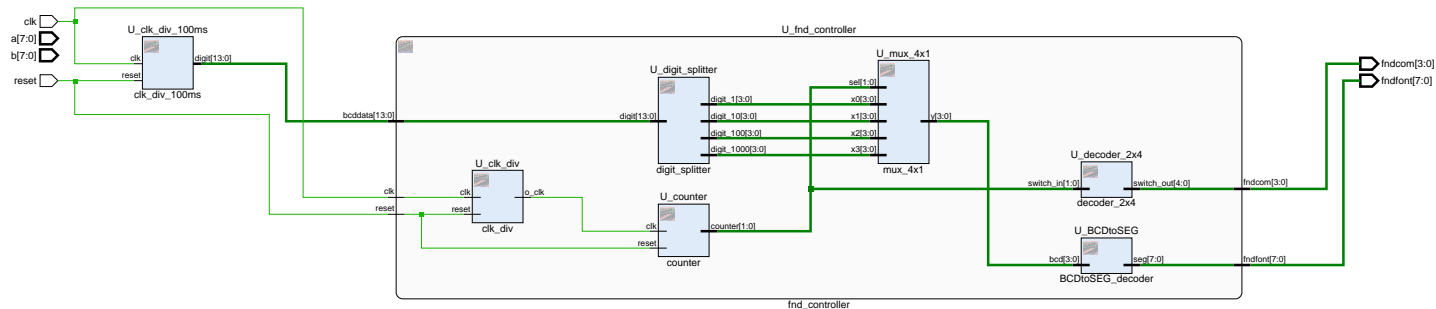 clk
a[7:0]
b[7:0]
reset
U_clk_div_100ms
clk
reset
digit[13:0]
clk_div_100ms
U_fnd_controller
bcddata[13:0]
clk
reset
U_clk_div
clk
reset
o_clk
clk_div
U_digit_splitter
digit[13:0]
digit_1[3:0]
digit_10[3:0]
digit_100[3:0]
digit_1000[3:0]
digit_splitter
U_counter
clk
reset
counter[1:0]
counter
U_mux_4x1
sel[1:0]
x0[3:0]
x1[3:0]
x2[3:0]
x3[3:0]
y[3:0]
mux_4x1
U_decoder_2x4
switch_in[1:0]
switch_out[4:0]
decoder_2x4
U_BCDtoSEG
bcd[3:0]
seg[7:0]
BCDtoSEG_decoder
fndcom[3:0]
fndfont[7:0]
fnd_controller
fndcom[3:0]
fndfont[7:0]